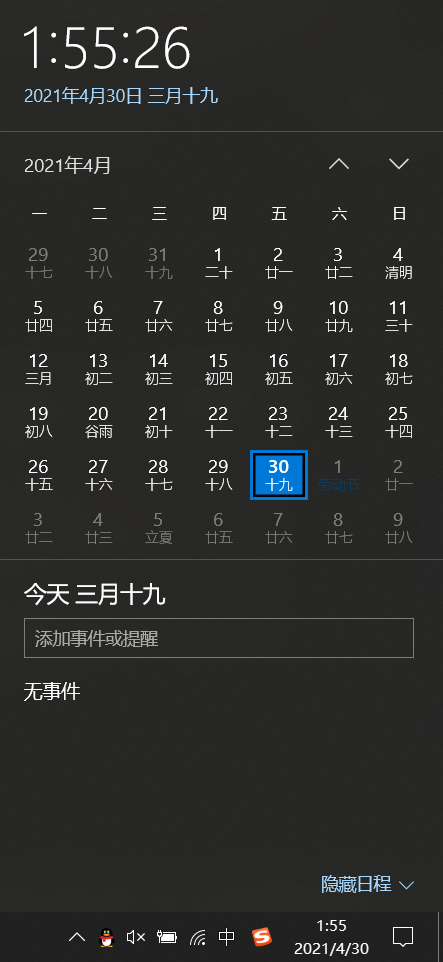 1:55:26
2021年4月30日 三月十九
2021年4月
一 二 三 四 五 六 日
29 30 31 1 2 3 4
十七 十八 十九 二十 廿一 廿二 清明
5 6 7 8 9 10 11
廿四 廿五 廿六 廿七 廿八 廿九 三十
12 13 14 15 16 17 18
三月 初二 初三 初四 初五 初六 初七
19 20 21 22 23 24 25
初八 谷雨 初十 十一 十二 十三 十四
26 27 28 29 30 1 2
十五 十六 十七 十八 十九 劳动节 廿一
3 4 5 6 7 8 9
廿二 廿三 立夏 廿五 廿六 廿七 廿八
今天 三月十九
添加事件或提醒
无事件
隐藏日程
中 S 1:55
2021/4/30